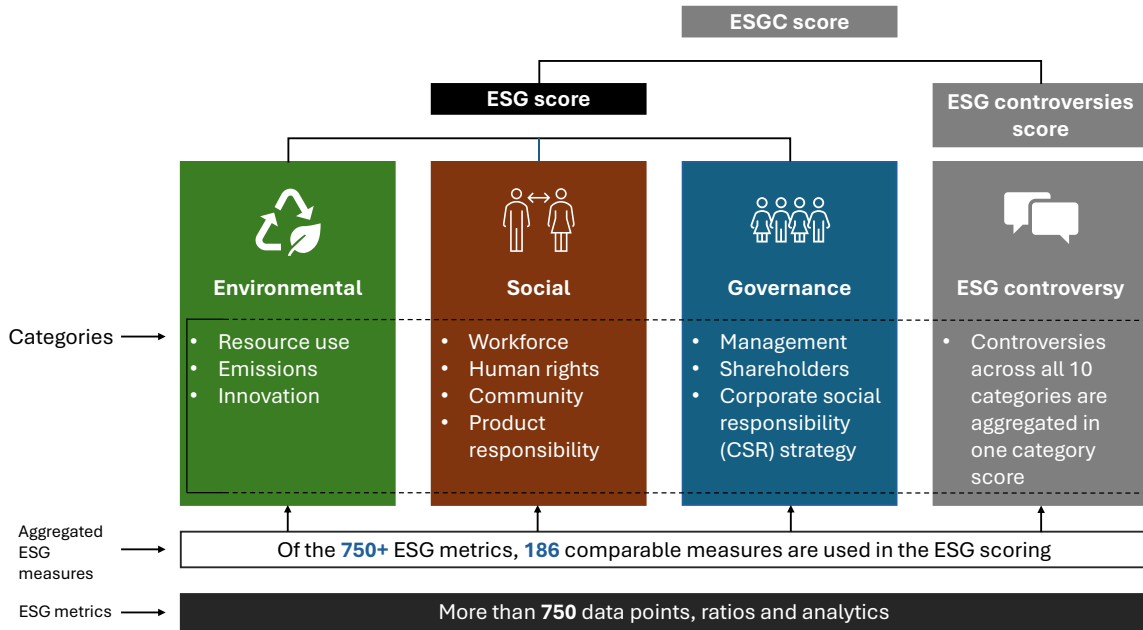 ESGC score
ESG score
ESG controversies
score
Environmental
Social
Governance
ESG controversy
Categories
• Resource use
• Emissions
• Innovation
• Workforce
• Human rights
• Community
• Product
responsibility
• Management
• Shareholders
• Corporate social
responsibility
(CSR) strategy
• Controversies
across all 10
categories are
aggregated in
one category
score
Aggregated
ESG
measures
Of the 750+ ESG metrics, 186 comparable measures are used in the ESG scoring
ESG metrics
More than 750 data points, ratios and analytics